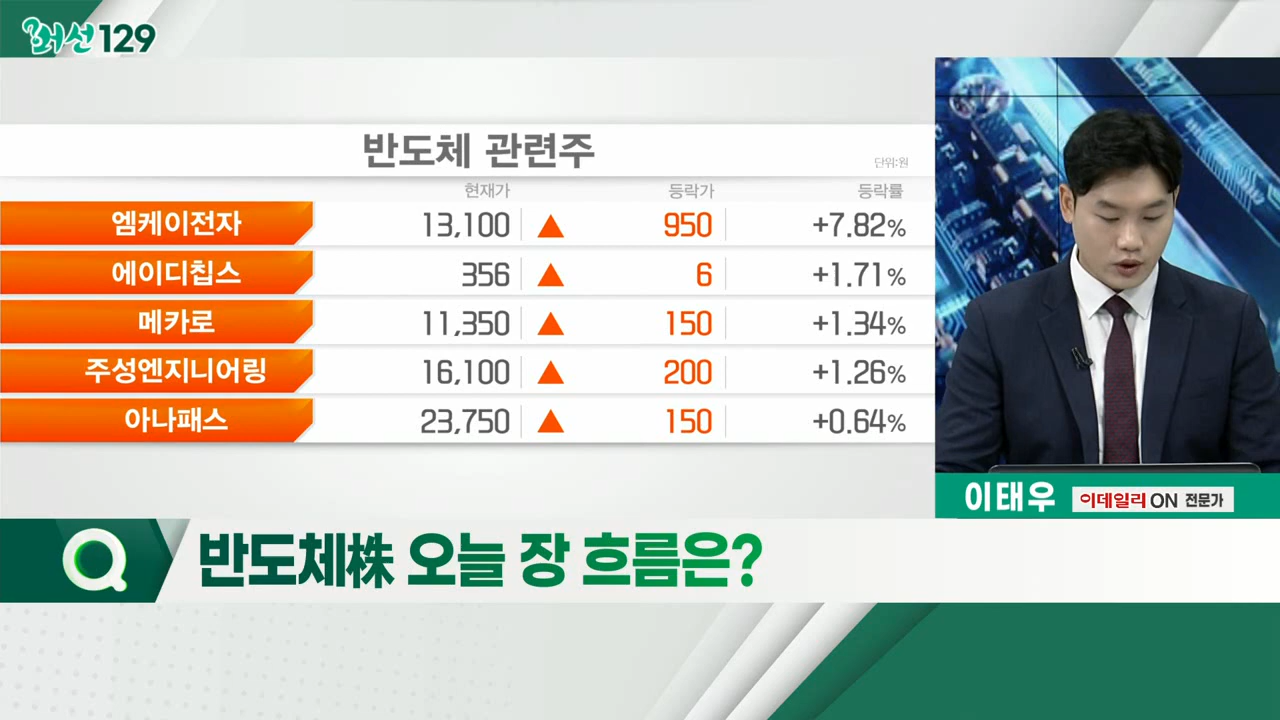 최선129
반도체 관련주
단위:원
현재가 등락가 등락률
엠케이전자 13,100 ▲ 950 +7.82%
에이디칩스 356 ▲ 6 +1.71%
메카로 11,350 ▲ 150 +1.34%
주성엔지니어링 16,100 ▲ 200 +1.26%
아나패스 23,750 ▲ 150 +0.64%
이태우 이데일리 ON 전문가
Q 반도체株 오늘 장 흐름은?